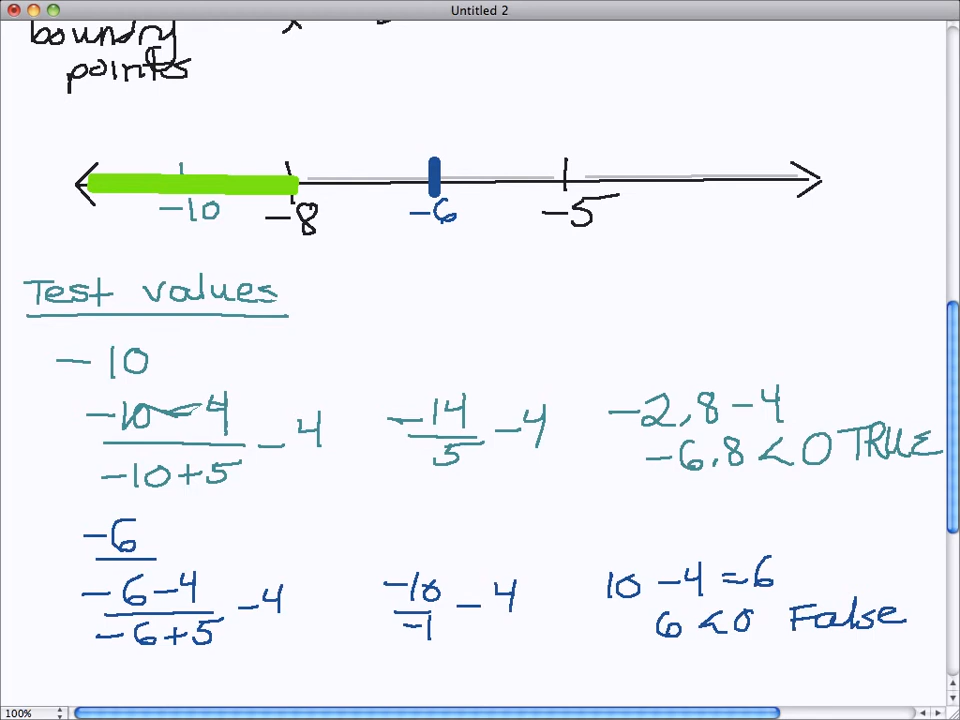 Untitled 2
boundry
points
-10 -8 -6 -5
Test values
-10
-10-4/-10+5 - 4 -14/5 - 4 -2.8 - 4
-6.8 < 0 TRUE
-6
-6-4/-6+5 - 4 -10/-1 - 4 10 - 4 = 6
6 < 0 False
100%